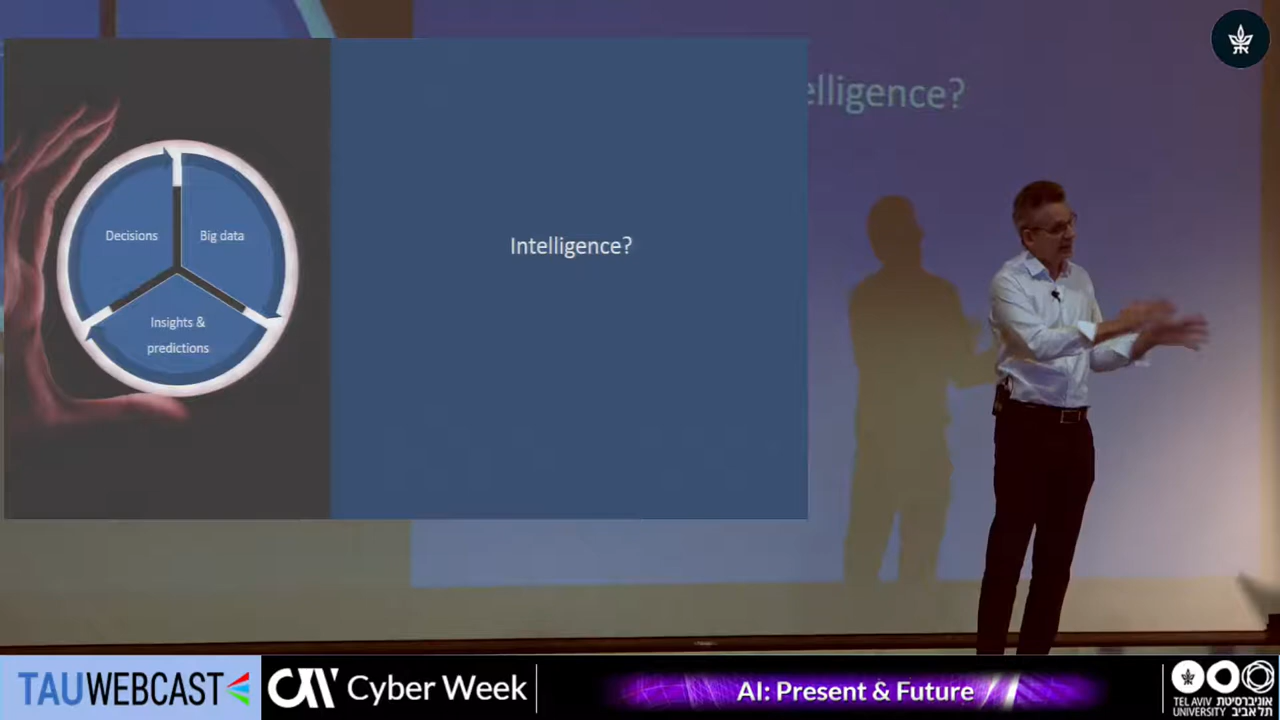 elligence?
Decisions
Big data
Insights &
predictions
Intelligence?
TAUWEBCAST
Cyber Week
AI: Present & Future
TEL AVIV אוניברסיטת
UNIVERSITY תל אביב